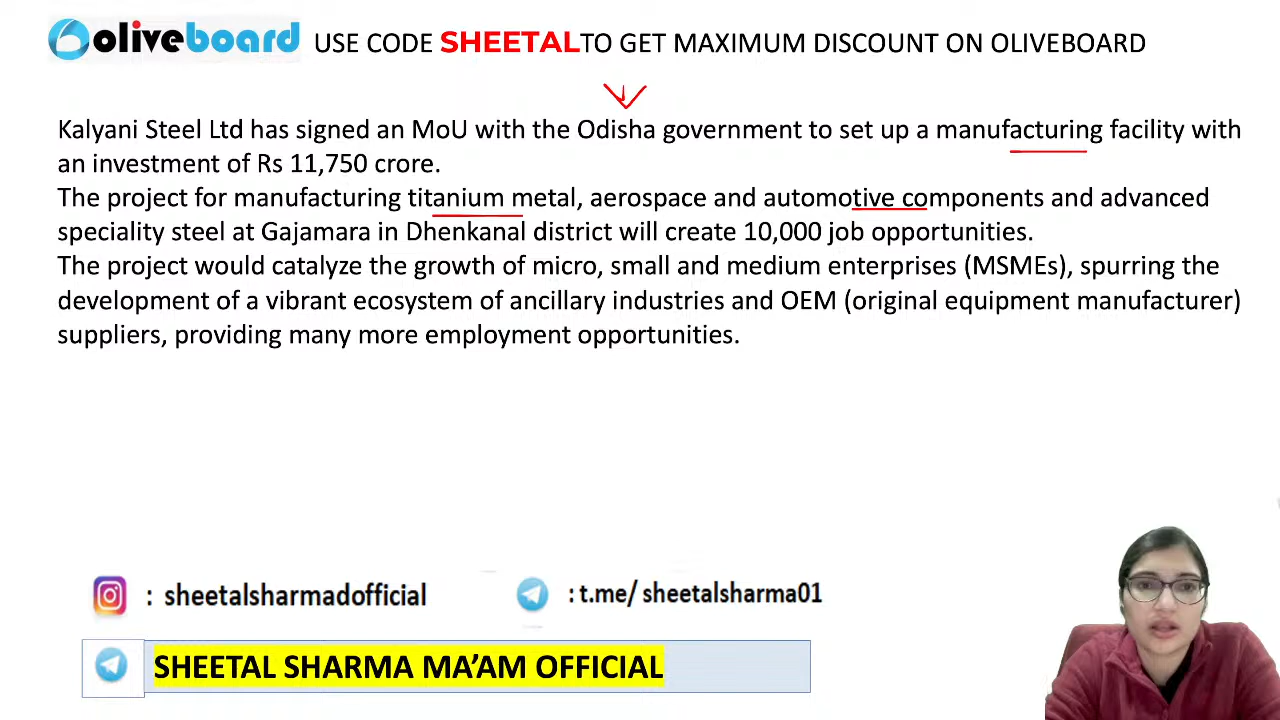 oliveboard USE CODE SHEETAL TO GET MAXIMUM DISCOUNT ON OLIVEBOARD
Kalyani Steel Ltd has signed an MoU with the Odisha government to set up a manufacturing facility with
an investment of Rs 11,750 crore.
The project for manufacturing titanium metal, aerospace and automotive components and advanced
speciality steel at Gajamara in Dhenkanal district will create 10,000 job opportunities.
The project would catalyze the growth of micro, small and medium enterprises (MSMEs), spurring the
development of a vibrant ecosystem of ancillary industries and OEM (original equipment manufacturer)
suppliers, providing many more employment opportunities.
: sheetalsharmadofficial : t.me/ sheetalsharma01
SHEETAL SHARMA MA’AM OFFICIAL